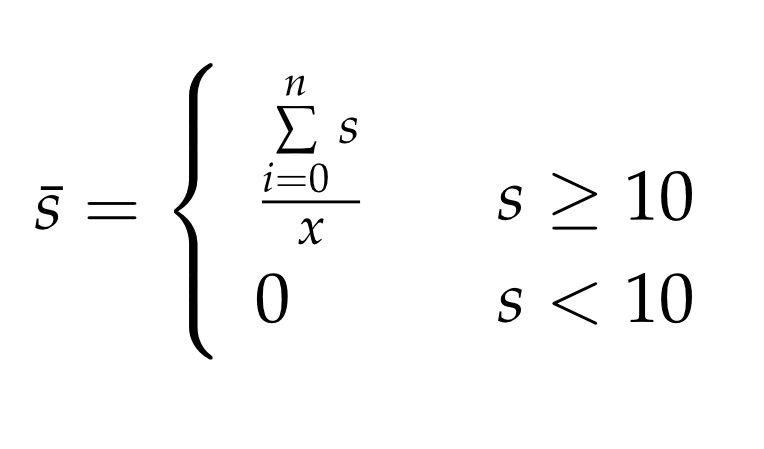 s̄ = { (∑_{i=0}^{n} s) / x    s ≥ 10
0    s < 10